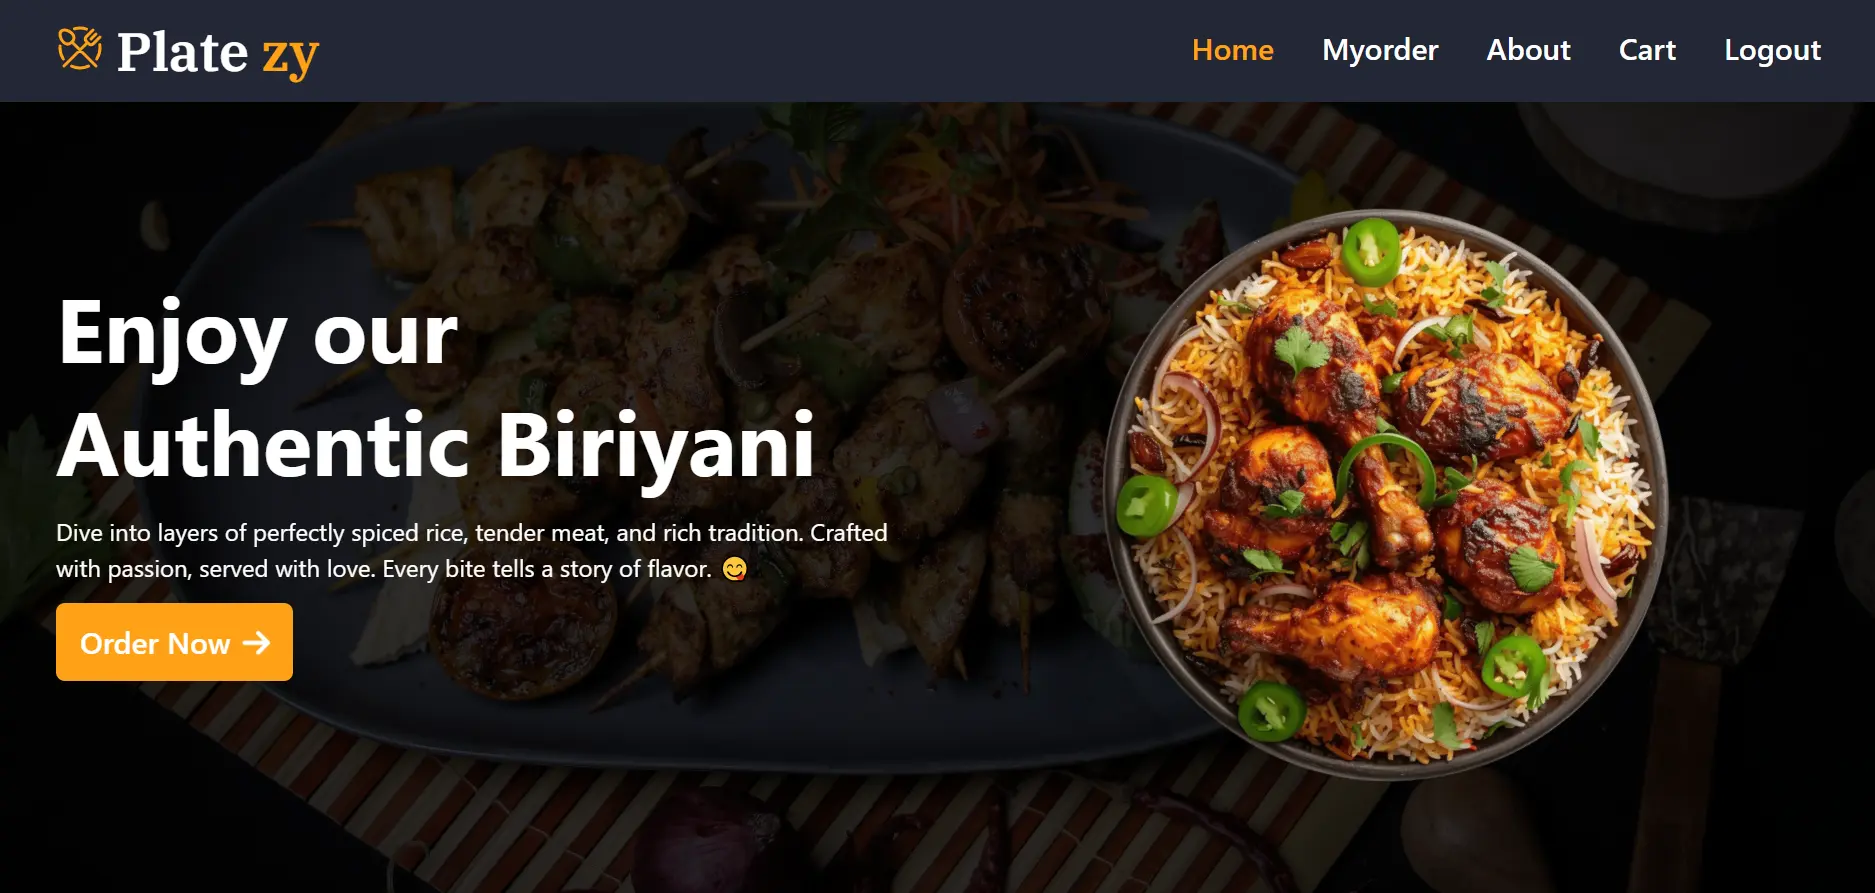 Plate zy
Home Myorder About Cart Logout
Enjoy our
Authentic Biriyani
Dive into layers of perfectly spiced rice, tender meat, and rich tradition. Crafted
with passion, served with love. Every bite tells a story of flavor. 😋
Order Now →